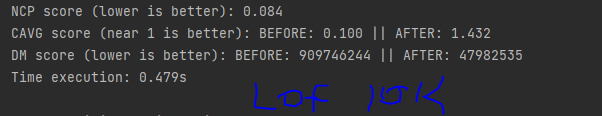 NCP score (lower is better): 0.084
CAVG score (near 1 is better): BEFORE: 0.100 || AFTER: 1.432
DM score (lower is better): BEFORE: 909746244 || AFTER: 47982535
Time execution: 0.479s
LOF 10K